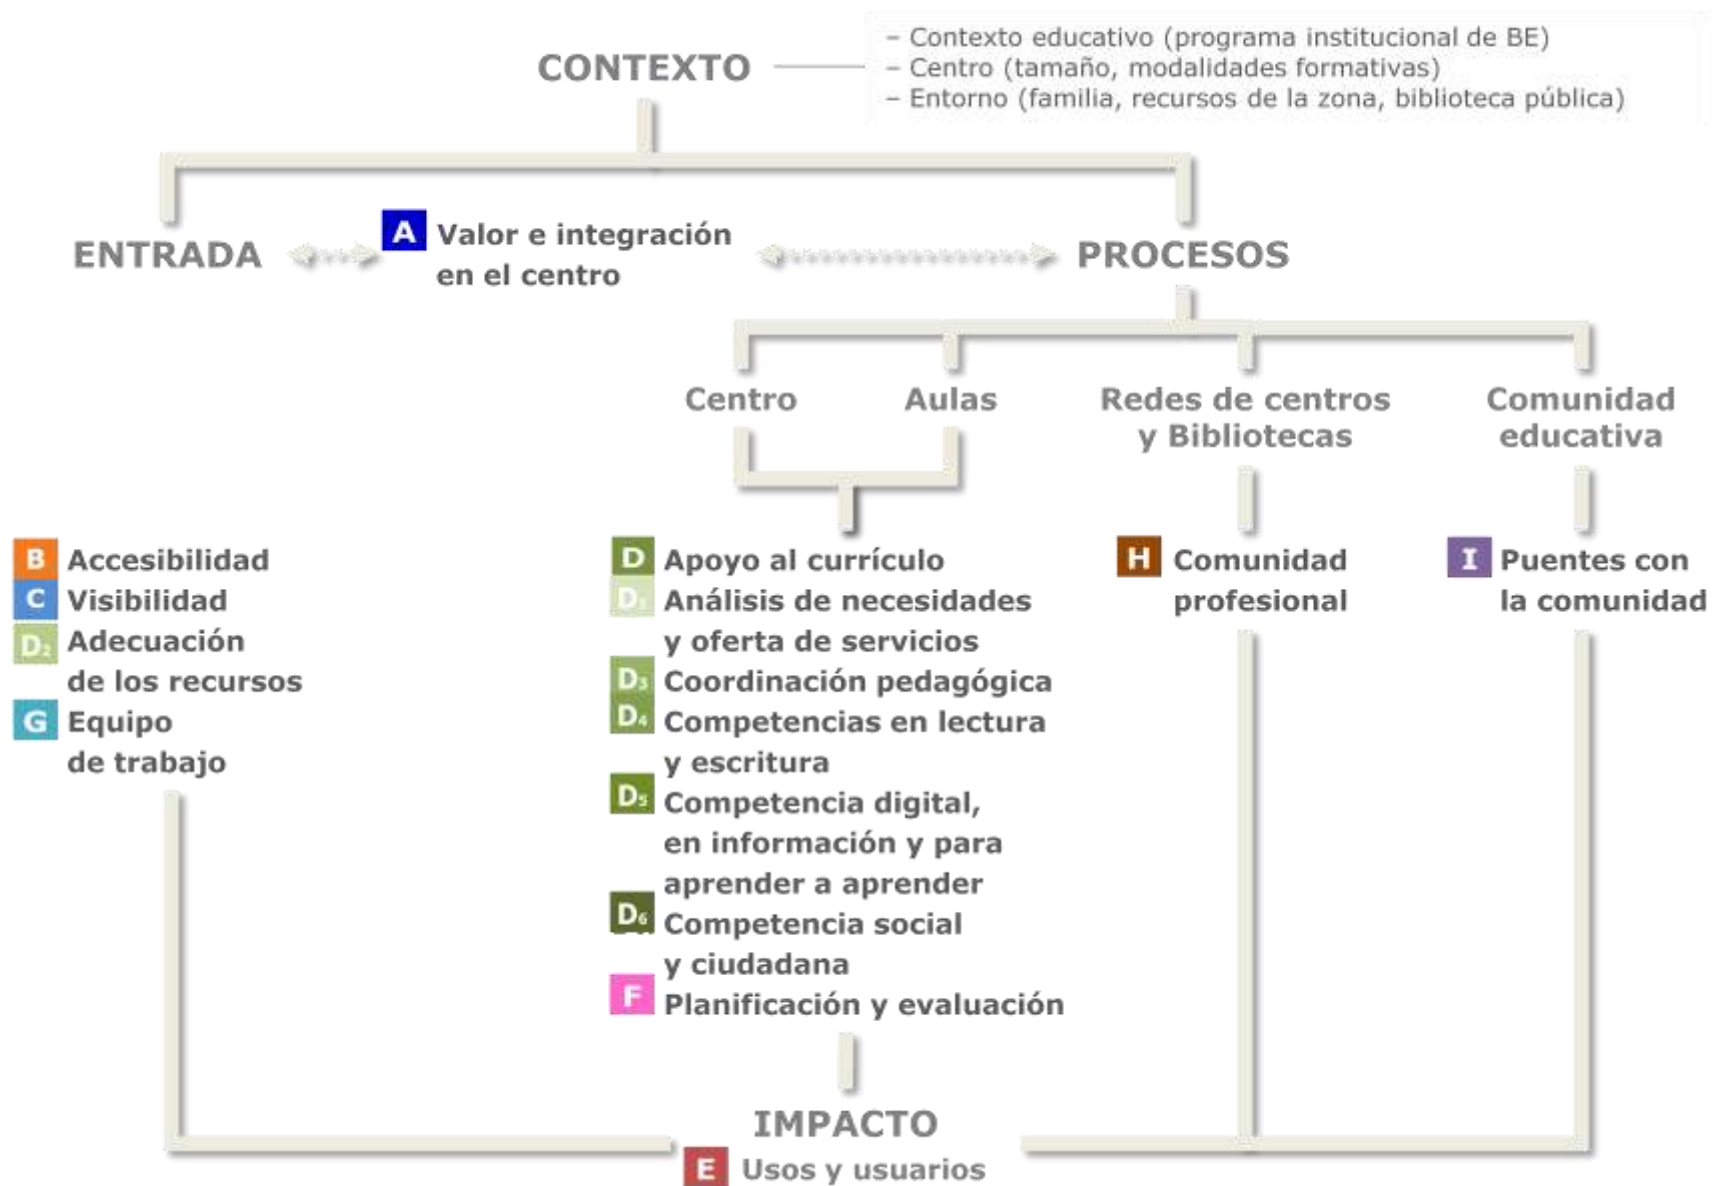 CONTEXTO
– Contexto educativo (programa institucional de BE)
– Centro (tamaño, modalidades formativas)
– Entorno (familia, recursos de la zona, biblioteca pública)
ENTRADA
A Valor e integración
en el centro
PROCESOS
Centro
Aulas
Redes de centros
y Bibliotecas
Comunidad
educativa
B Accesibilidad
C Visibilidad
D2 Adecuación
de los recursos
G Equipo
de trabajo
D Apoyo al currículo
D1 Análisis de necesidades
y oferta de servicios
D3 Coordinación pedagógica
D4 Competencias en lectura
y escritura
D5 Competencia digital,
en información y para
aprender a aprender
D6 Competencia social
y ciudadana
F Planificación y evaluación
H Comunidad
profesional
I Puentes con
la comunidad
IMPACTO
E Usos y usuarios